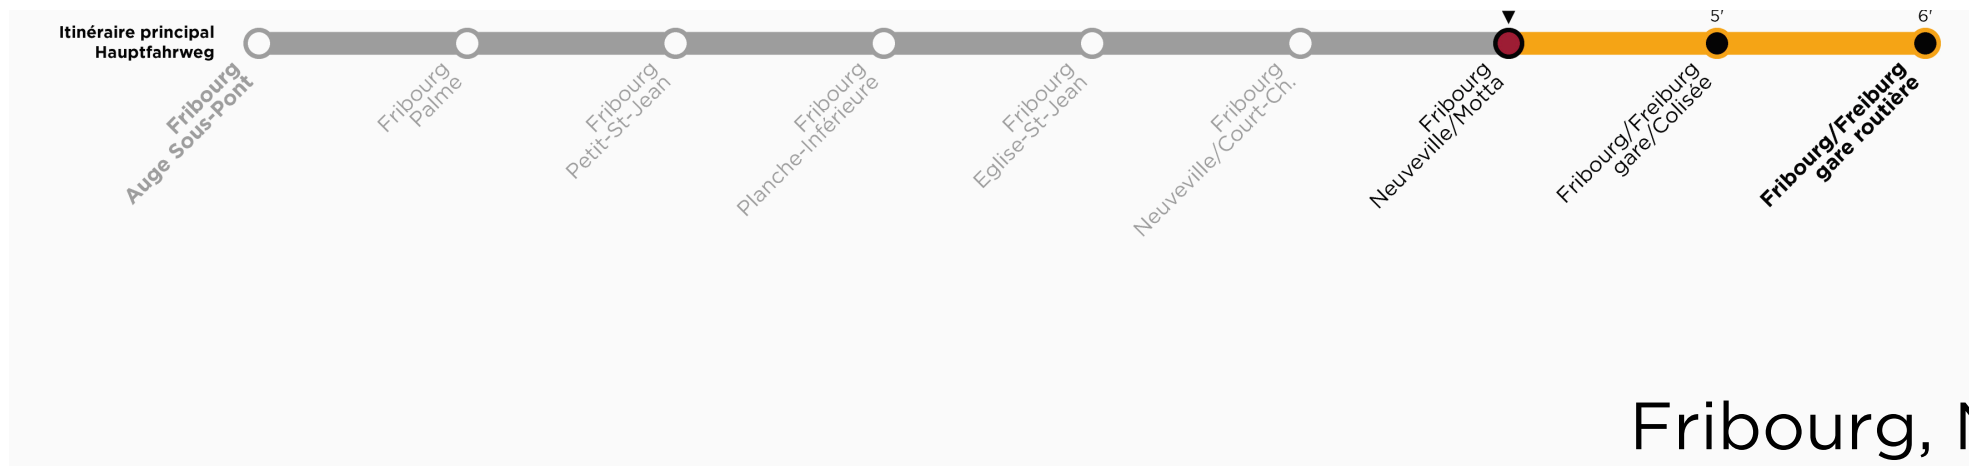 Itinéraire principal
Hauptfahrweg
5'
6'
Fribourg
Auge Sous-Pont
Fribourg
Palme
Fribourg
Petit-St-Jean
Fribourg
Planche-Inférieure
Fribourg
Eglise-St-Jean
Fribourg
Neuveville/Court-Ch.
Fribourg
Neuveville/Motta
Fribourg/Freiburg
gare/Colisée
Fribourg/Freiburg
gare routière
Fribourg,